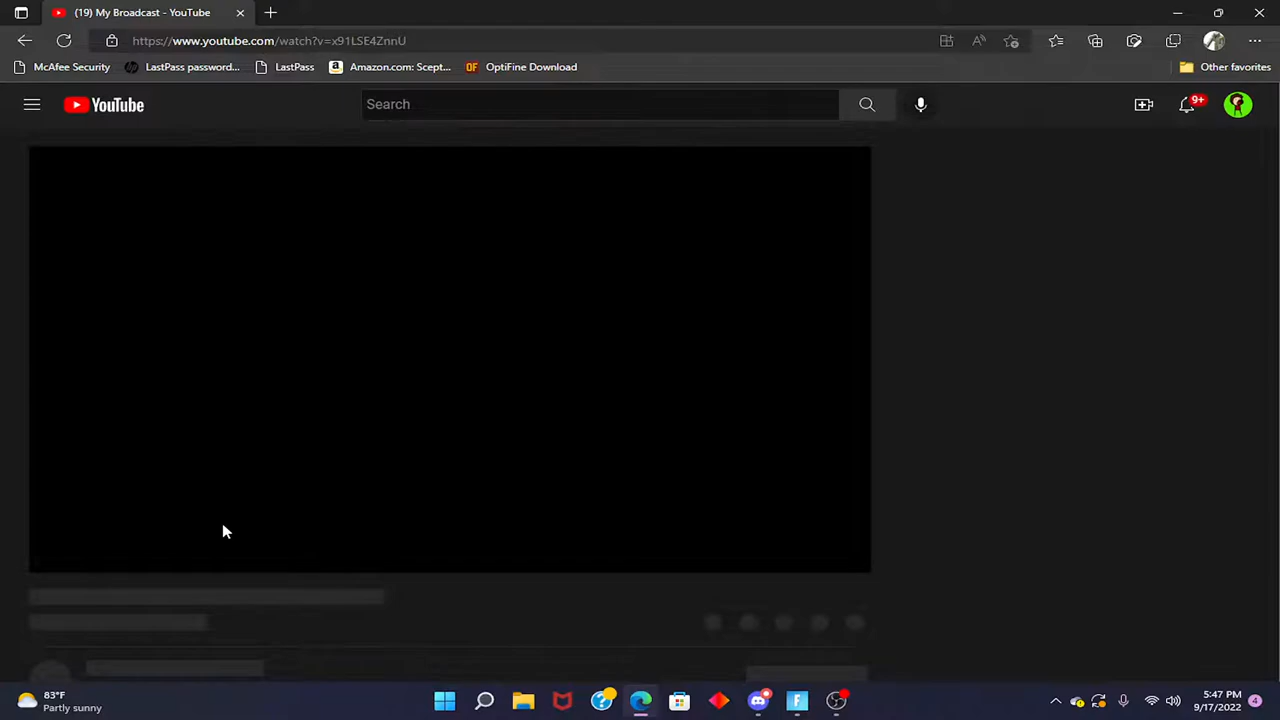 (19) My Broadcast - YouTube
https://www.youtube.com/watch?v=x91LSE4ZnnU
McAfee Security
LastPass password...
LastPass
Amazon.com: Scept...
OF OptiFine Download
Other favorites
YouTube
Search
9+
83°F
Partly sunny
5:47 PM
9/17/2022
4